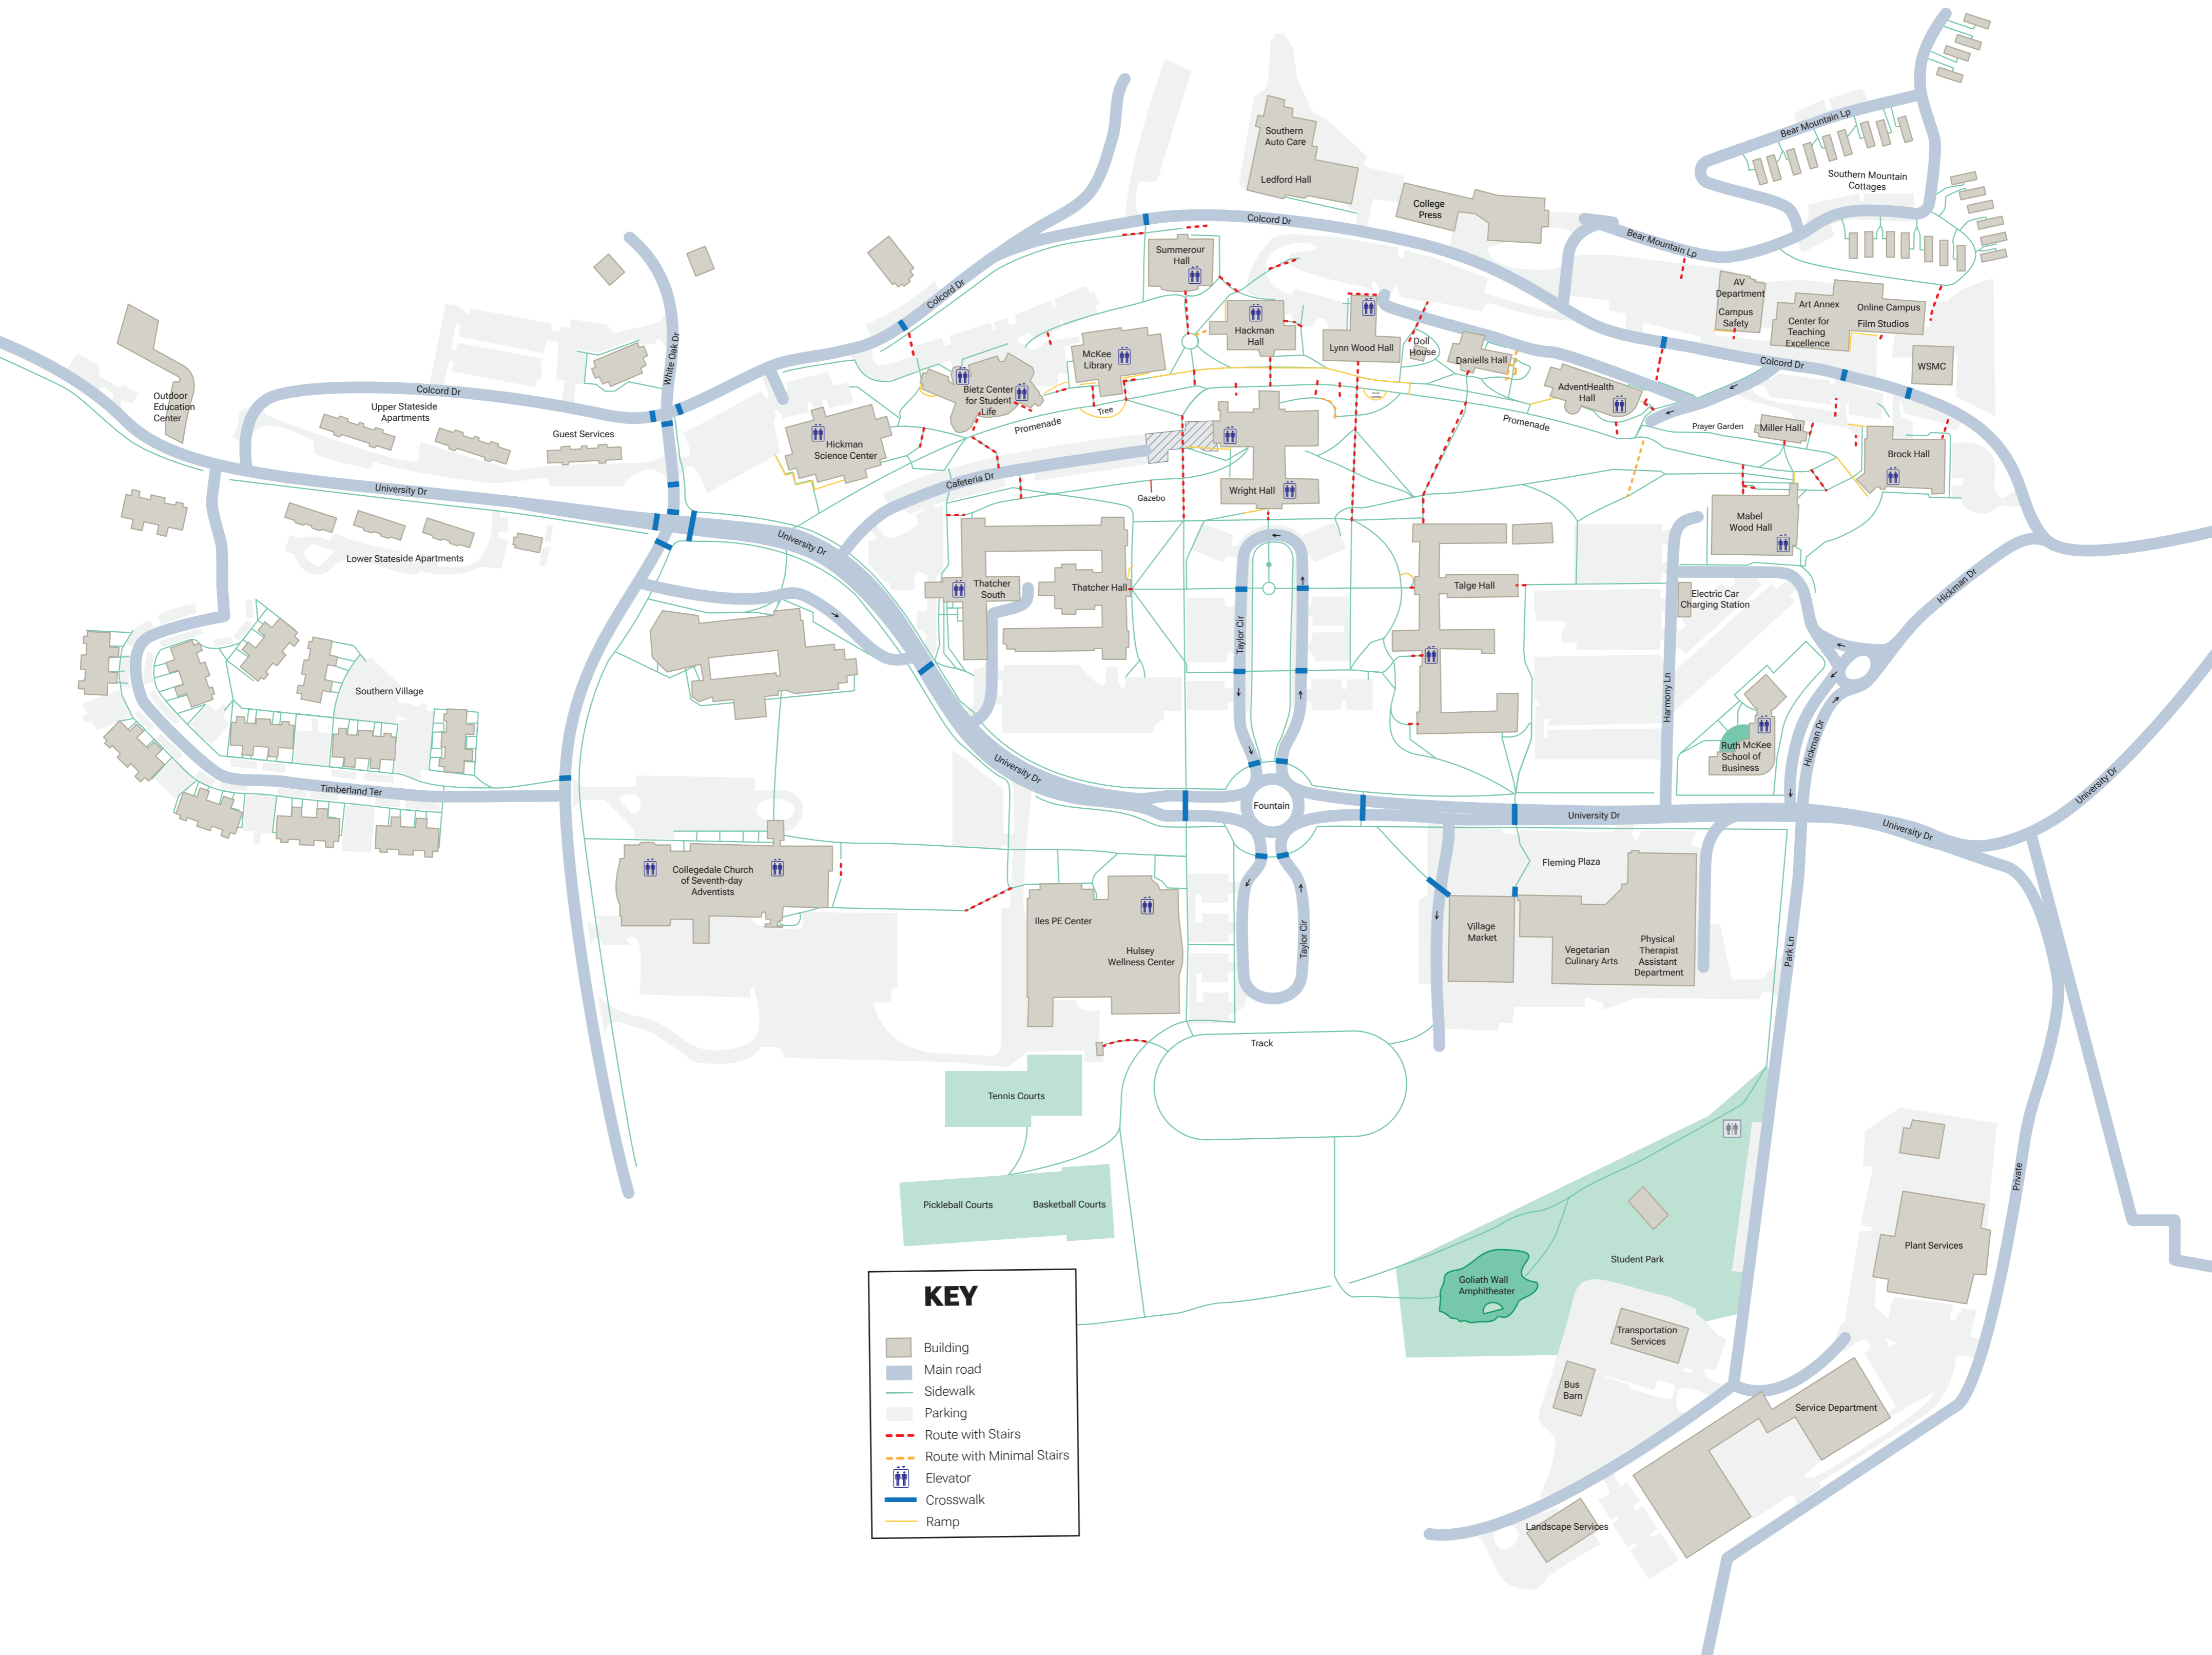 Southern
Auto Care
Ledford Hall
College
Press
Colcord Dr
Bear Mountain Lp
Bear Mountain Lp
Southern Mountain
Cottages
Summerour
Hall
Hackman
Hall
Lynn Wood Hall
Doll
House
Daniells Hall
AV
Department
Campus
Safety
Art Annex
Center for
Teaching
Excellence
Online Campus
Film Studios
WSMC
Colcord Dr
AdventHealth
Hall
Promenade
Prayer Garden
Miller Hall
Brock Hall
Mabel
Wood Hall
Colcord Dr
White Oak Dr
McKee
Library
Bietz Center
for Student
Life
Tree
Promenade
Hickman
Science Center
Cafeteria Dr
Gazebo
Wright Hall
Outdoor
Education
Center
Colcord Dr
Upper Stateside
Apartments
Guest Services
University Dr
Lower Stateside Apartments
University Dr
Thatcher
South
Thatcher Hall
Taylor Cir
Talge Hall
Electric Car
Charging Station
Hickman Dr
Harmony Ln
Southern Village
Timberland Ter
Ruth McKee
School of
Business
Hickman Dr
University Dr
Fountain
University Dr
University Dr
University Dr
Collegedale Church
of Seventh-day
Adventists
Iles PE Center
Hulsey
Wellness Center
Taylor Cir
Fleming Plaza
Village
Market
Vegetarian
Culinary Arts
Physical
Therapist
Assistant
Department
Park Ln
Track
Tennis Courts
Pickleball Courts
Basketball Courts
Goliath Wall
Amphitheater
Student Park
Private
Plant Services
Transportation
Services
Bus
Barn
Service Department
Landscape Services
KEY
Building
Main road
Sidewalk
Parking
Route with Stairs
Route with Minimal Stairs
Elevator
Crosswalk
Ramp